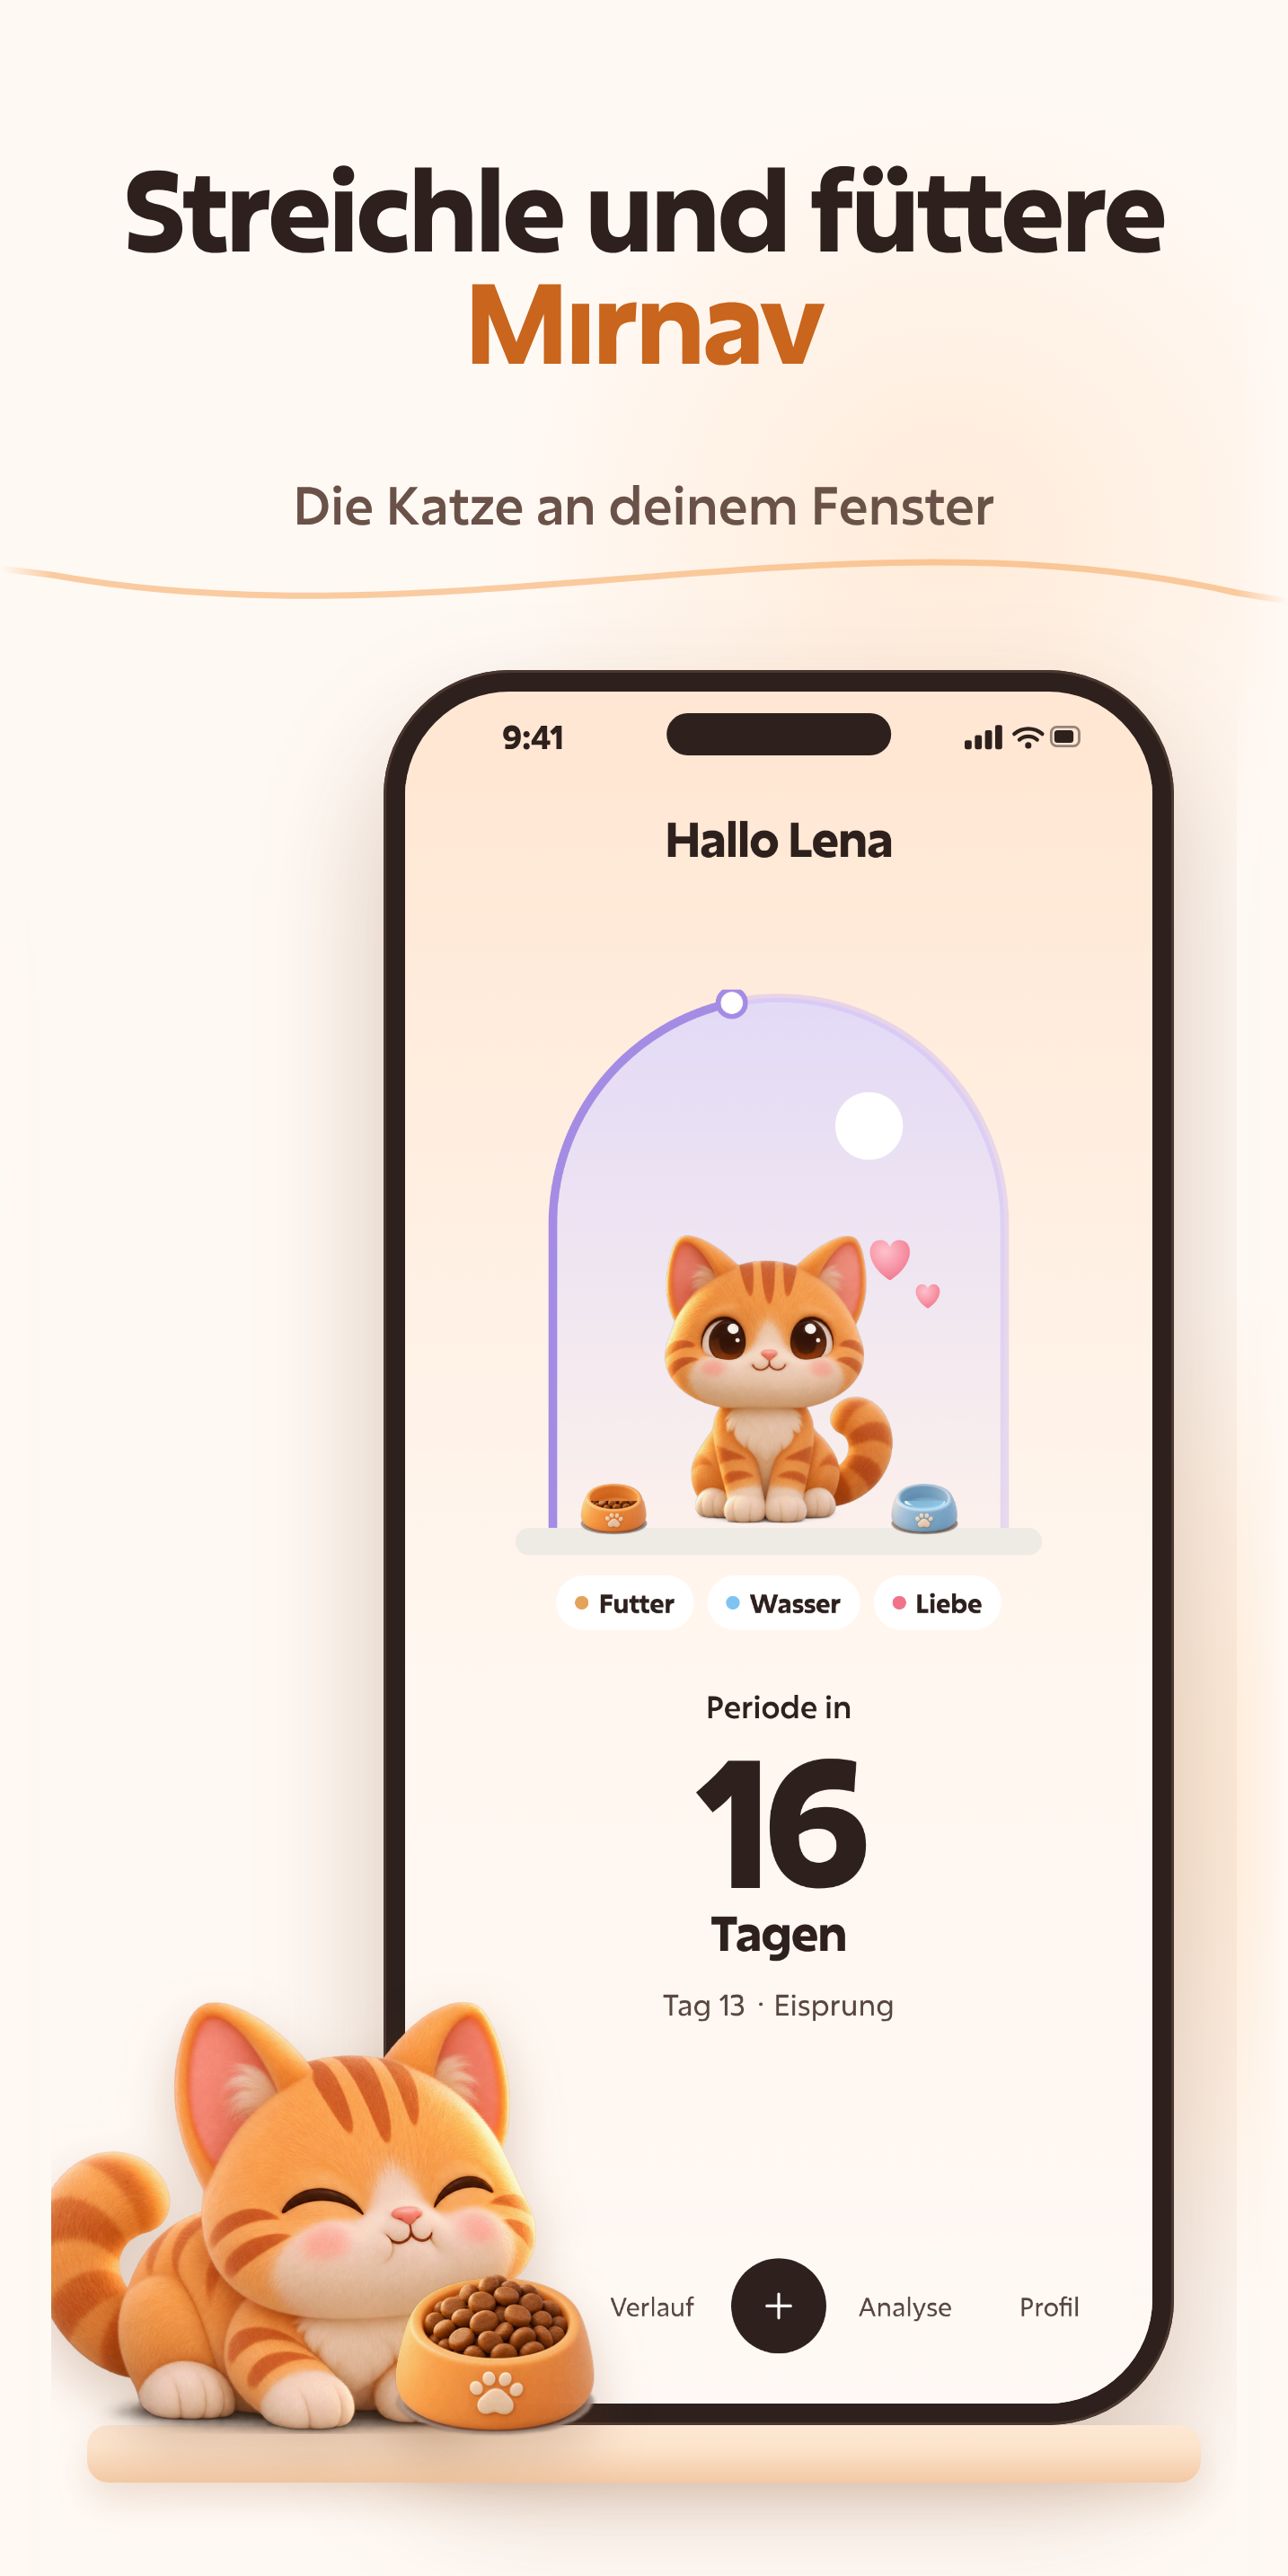 Streichle und füttere
Mırnav
Die Katze an deinem Fenster
9:41
Hallo Lena
Futter
Wasser
Liebe
Periode in
16
Tagen
Tag 13 · Eisprung
Verlauf
+
Analyse
Profil